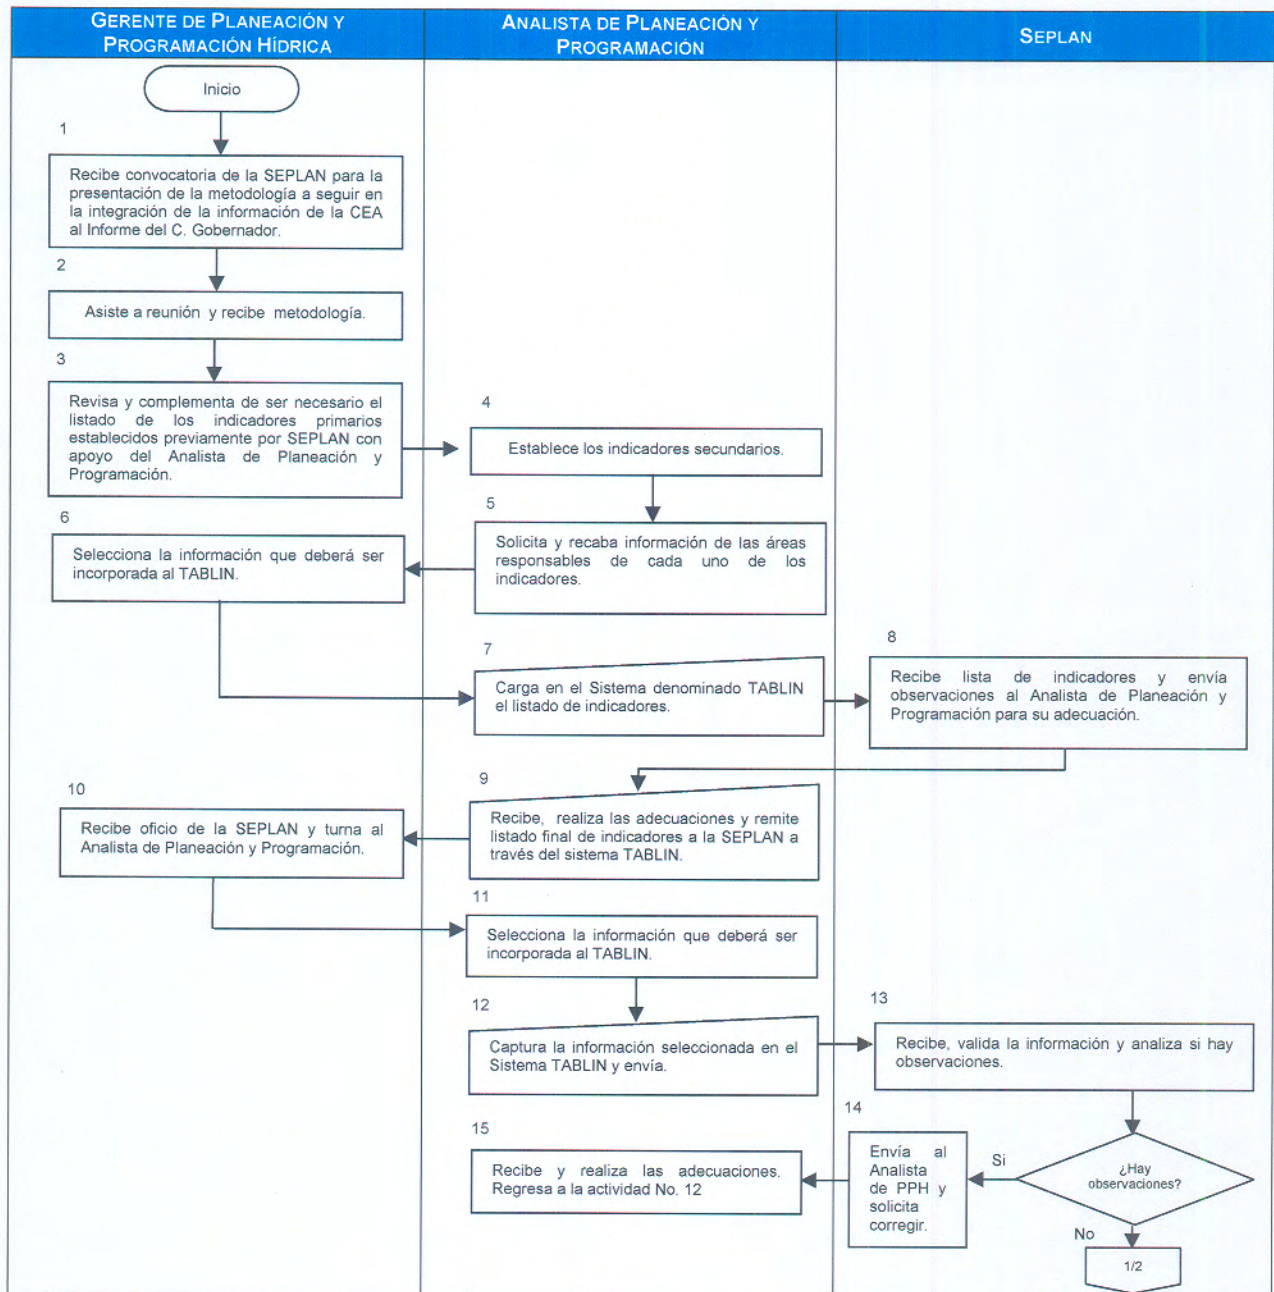 GERENTE DE PLANEACIÓN Y
PROGRAMACIÓN HÍDRICA
ANALISTA DE PLANEACIÓN Y
PROGRAMACIÓN
SEPLAN
Inicio
1
Recibe convocatoria de la SEPLAN para la
presentación de la metodología a seguir en
la integración de la información de la CEA
al Informe del C. Gobernador.
2
Asiste a reunión y recibe metodología.
3
Revisa y complementa de ser necesario el
listado de los indicadores primarios
establecidos previamente por SEPLAN con
apoyo del Analista de Planeación y
Programación.
4
Establece los indicadores secundarios.
5
Solicita y recaba información de las áreas
responsables de cada uno de los
indicadores.
6
Selecciona la información que deberá ser
incorporada al TABLIN.
7
Carga en el Sistema denominado TABLIN
el listado de indicadores.
8
Recibe lista de indicadores y envía
observaciones al Analista de Planeación y
Programación para su adecuación.
9
Recibe, realiza las adecuaciones y remite
listado final de indicadores a la SEPLAN a
través del sistema TABLIN.
10
Recibe oficio de la SEPLAN y turna al
Analista de Planeación y Programación.
11
Selecciona la información que deberá ser
incorporada al TABLIN.
12
Captura la información seleccionada en el
Sistema TABLIN y envía.
13
Recibe, valida la información y analiza si hay
observaciones.
¿Hay
observaciones?
Si
No
14
Envía al
Analista
de PPH y
solicita
corregir.
15
Recibe y realiza las adecuaciones.
Regresa a la actividad No. 12
1/2